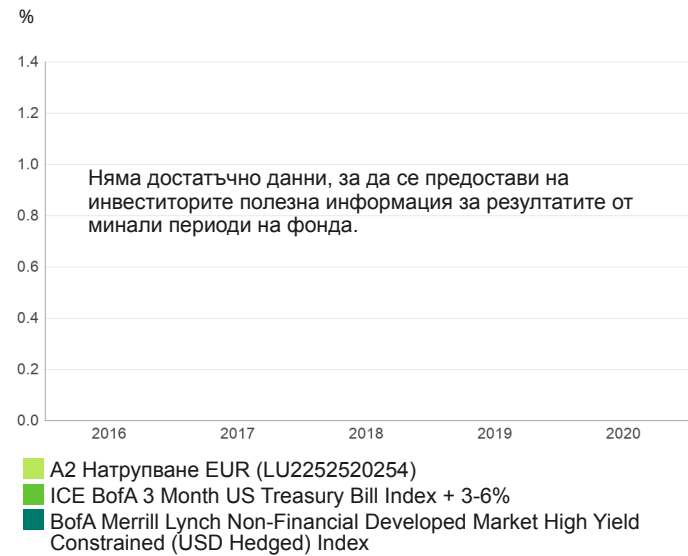 %
1.4
1.2
1.0
Няма достатъчно данни, за да се предостави на
инвеститорите полезна информация за резултатите от
минали периоди на фонда.
0.8
0.6
0.4
0.2
0.0
2016 2017 2018 2019 2020
A2 Натрупване EUR (LU2252520254)
ICE BofA 3 Month US Treasury Bill Index + 3-6%
BofA Merrill Lynch Non-Financial Developed Market High Yield
Constrained (USD Hedged) Index